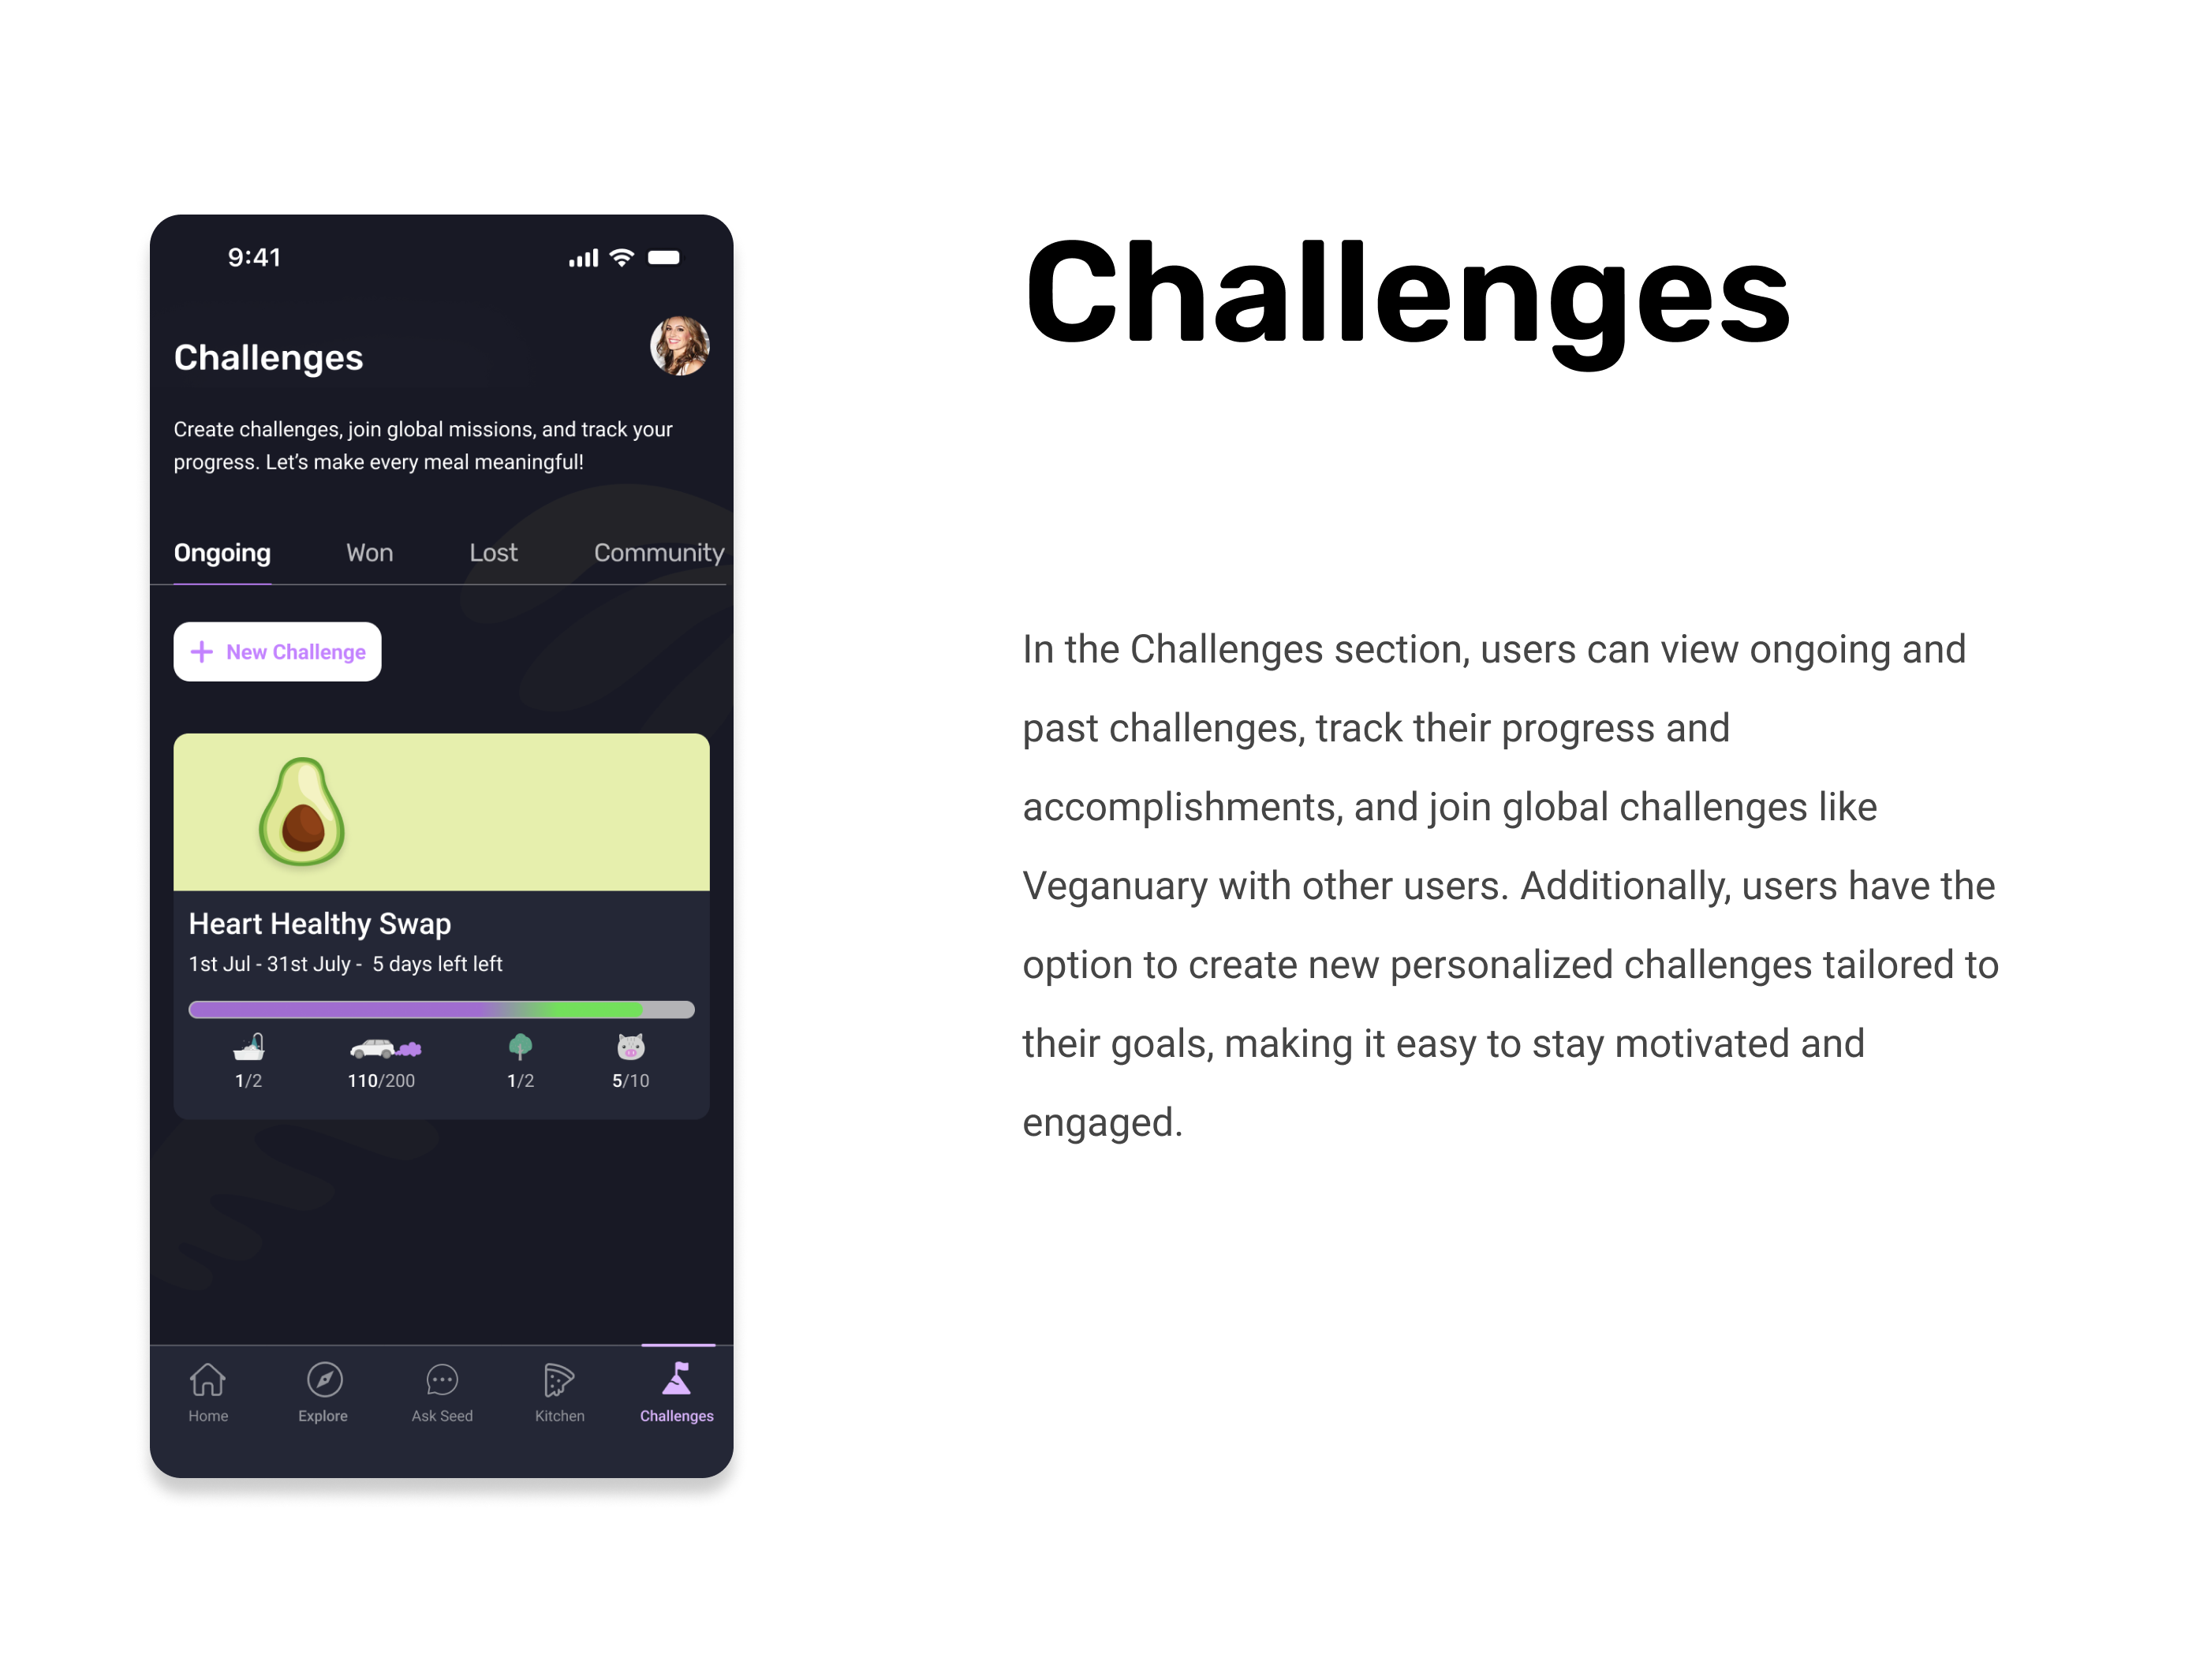 9:41
Challenges
Create challenges, join global missions, and track your
progress. Let’s make every meal meaningful!
Ongoing Won Lost Community
New Challenge
Heart Healthy Swap
1st Jul - 31st July - 5 days left left
1/2 110/200 1/2 5/10
Home Explore Ask Seed Kitchen Challenges
Challenges
In the Challenges section, users can view ongoing and
past challenges, track their progress and
accomplishments, and join global challenges like
Veganuary with other users. Additionally, users have the
option to create new personalized challenges tailored to
their goals, making it easy to stay motivated and
engaged.